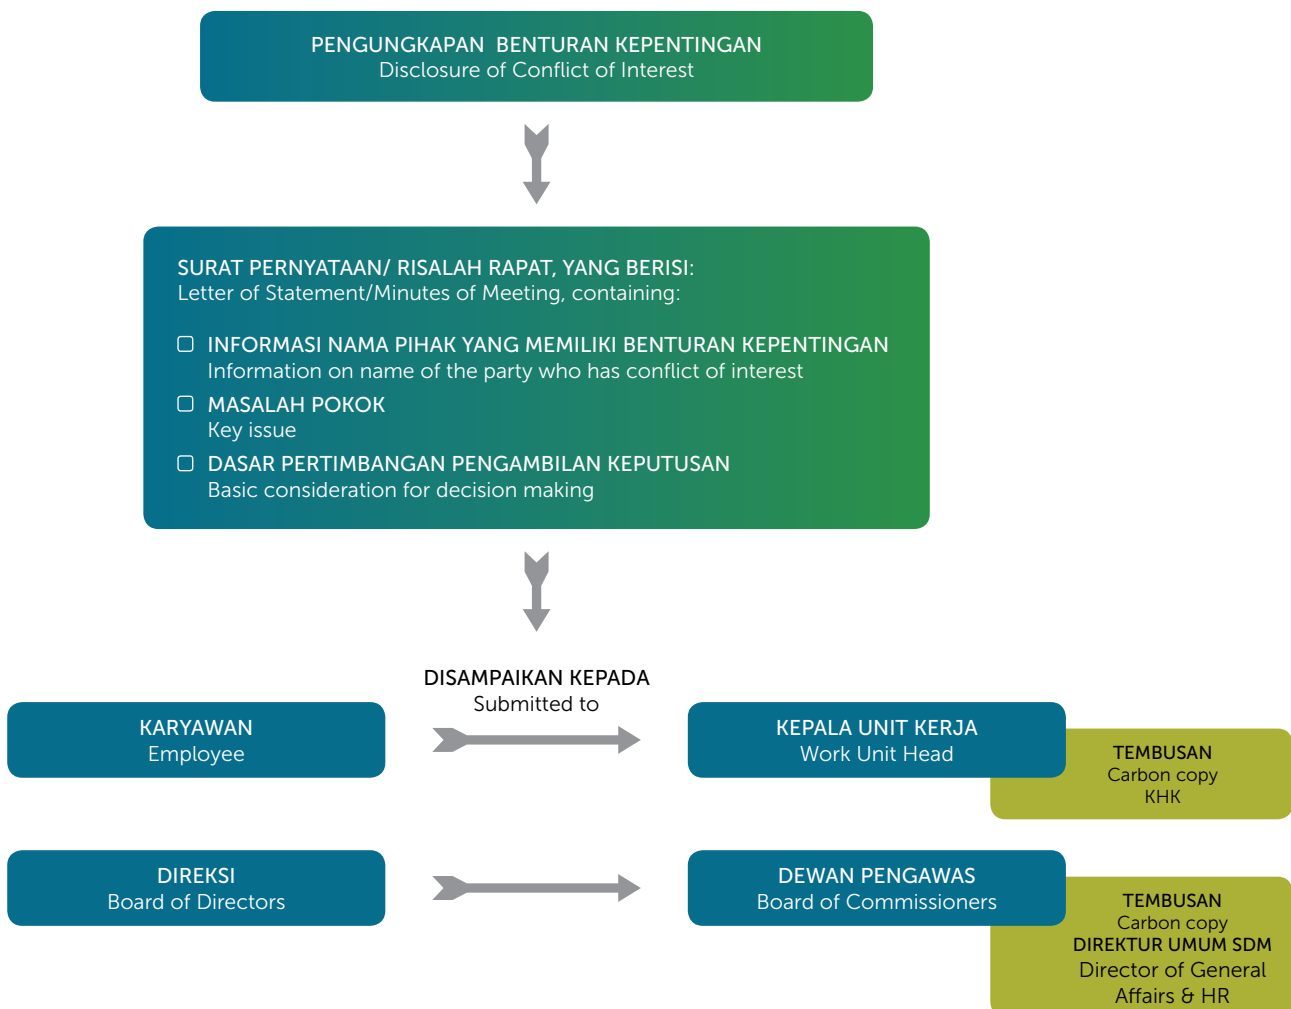 PENGUNGKAPAN BENTURAN KEPENTINGAN
Disclosure of Conflict of Interest
SURAT PERNYATAAN/ RISALAH RAPAT, YANG BERISI:
Letter of Statement/Minutes of Meeting, containing:
INFORMASI NAMA PIHAK YANG MEMILIKI BENTURAN KEPENTINGAN
Information on name of the party who has conflict of interest
MASALAH POKOK
Key issue
DASAR PERTIMBANGAN PENGAMBILAN KEPUTUSAN
Basic consideration for decision making
DISAMPAIKAN KEPADA
Submitted to
KARYAWAN
Employee
KEPALA UNIT KERJA
Work Unit Head
TEMBUSAN
Carbon copy
KHK
DIREKSI
Board of Directors
DEWAN PENGAWAS
Board of Commissioners
TEMBUSAN
Carbon copy
DIREKTUR UMUM SDM
Director of General
Affairs & HR